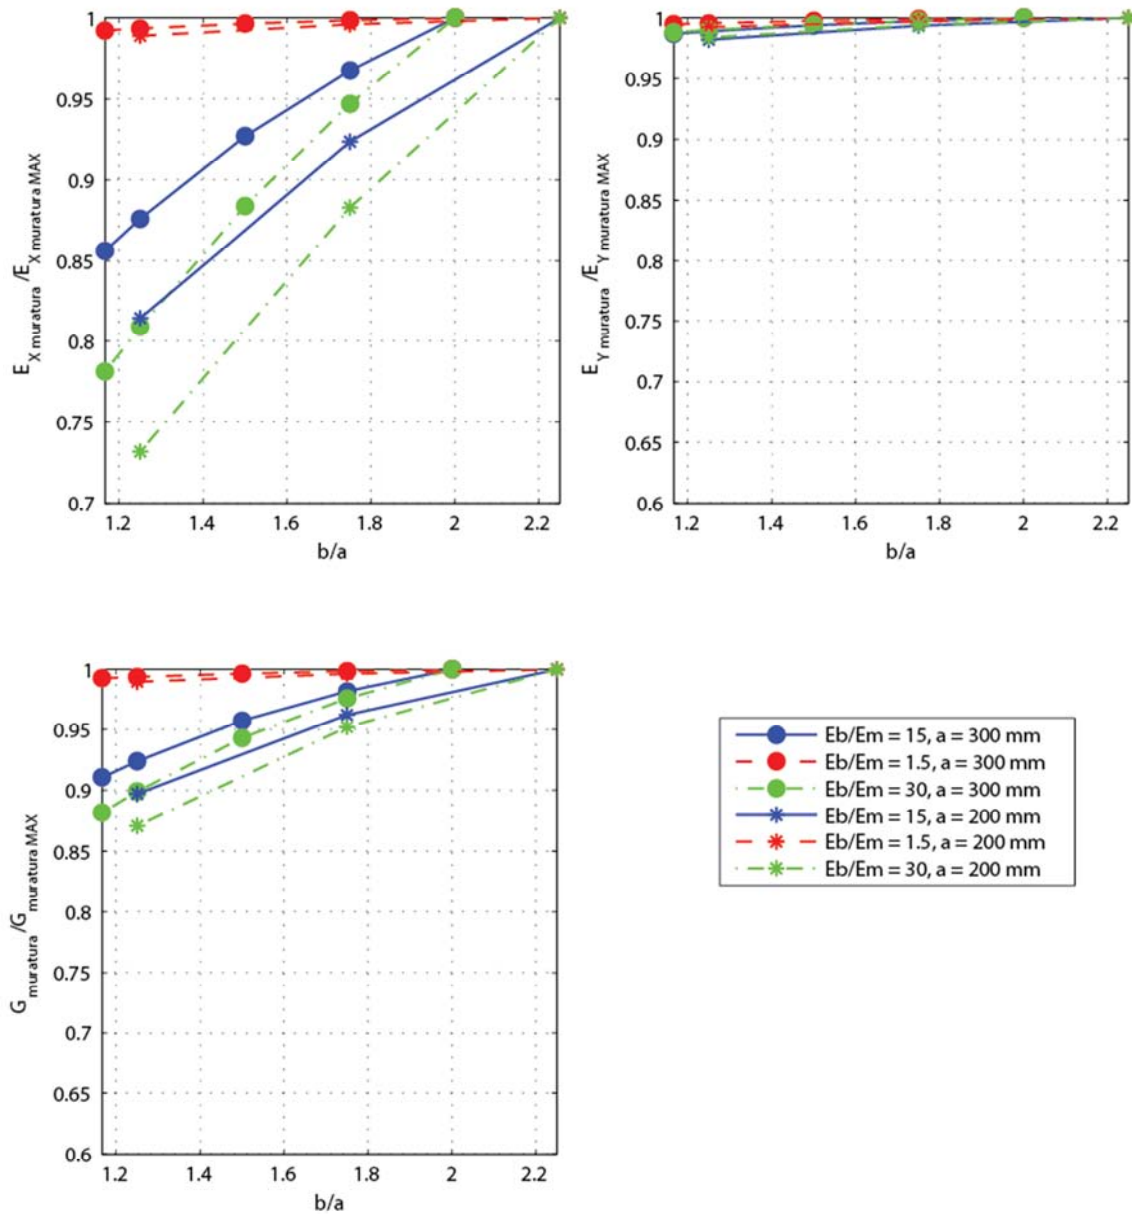 1
0.95
0.9
0.85
0.8
0.75
0.7
E X muratura /E X muratura MAX
1.2 1.4 1.6 1.8 2 2.2
b/a
1
0.95
0.9
0.85
0.8
0.75
0.7
0.65
0.6
E Y muratura /E Y muratura MAX
1.2 1.4 1.6 1.8 2 2.2
b/a
1
0.95
0.9
0.85
0.8
0.75
0.7
0.65
0.6
G muratura /G muratura MAX
1.2 1.4 1.6 1.8 2 2.2
b/a
Eb/Em = 15, a = 300 mm
Eb/Em = 1.5, a = 300 mm
Eb/Em = 30, a = 300 mm
Eb/Em = 15, a = 200 mm
Eb/Em = 1.5, a = 200 mm
Eb/Em = 30, a = 200 mm